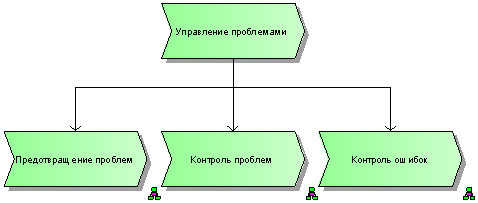 Управление проблемами
Предотвращение проблем
Контроль проблем
Контроль ошибок